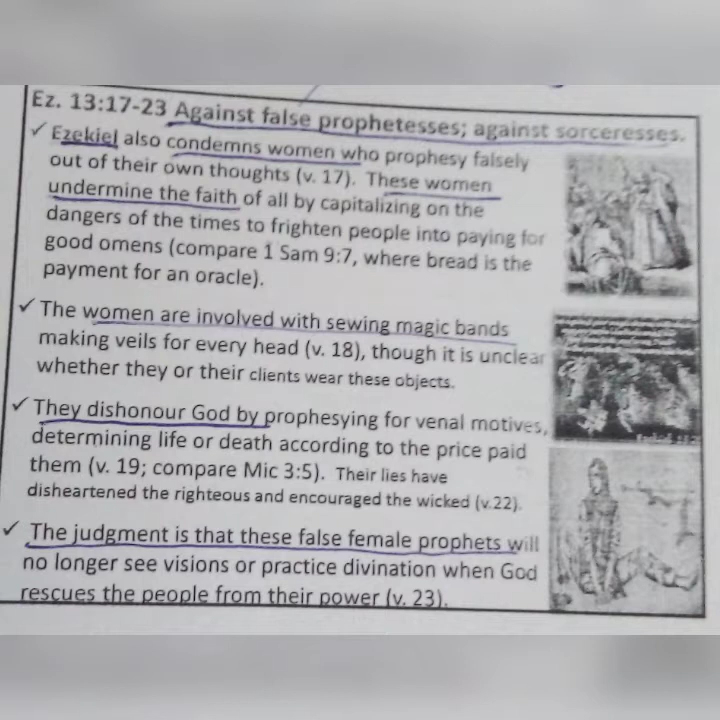 Ez. 13:17-23 Against false prophetesses; against sorceresses.
✓ Ezekiel also condemns women who prophesy falsely
out of their own thoughts (v. 17). These women
undermine the faith of all by capitalizing on the
dangers of the times to frighten people into paying for
good omens (compare 1 Sam 9:7, where bread is the
payment for an oracle).
✓ The women are involved with sewing magic bands
making veils for every head (v. 18), though it is unclear
whether they or their clients wear these objects.
✓ They dishonour God by prophesying for venal motives,
determining life or death according to the price paid
them (v. 19; compare Mic 3:5). Their lies have
disheartened the righteous and encouraged the wicked (v.22).
✓ The judgment is that these false female prophets will
no longer see visions or practice divination when God
rescues the people from their power (v. 23).